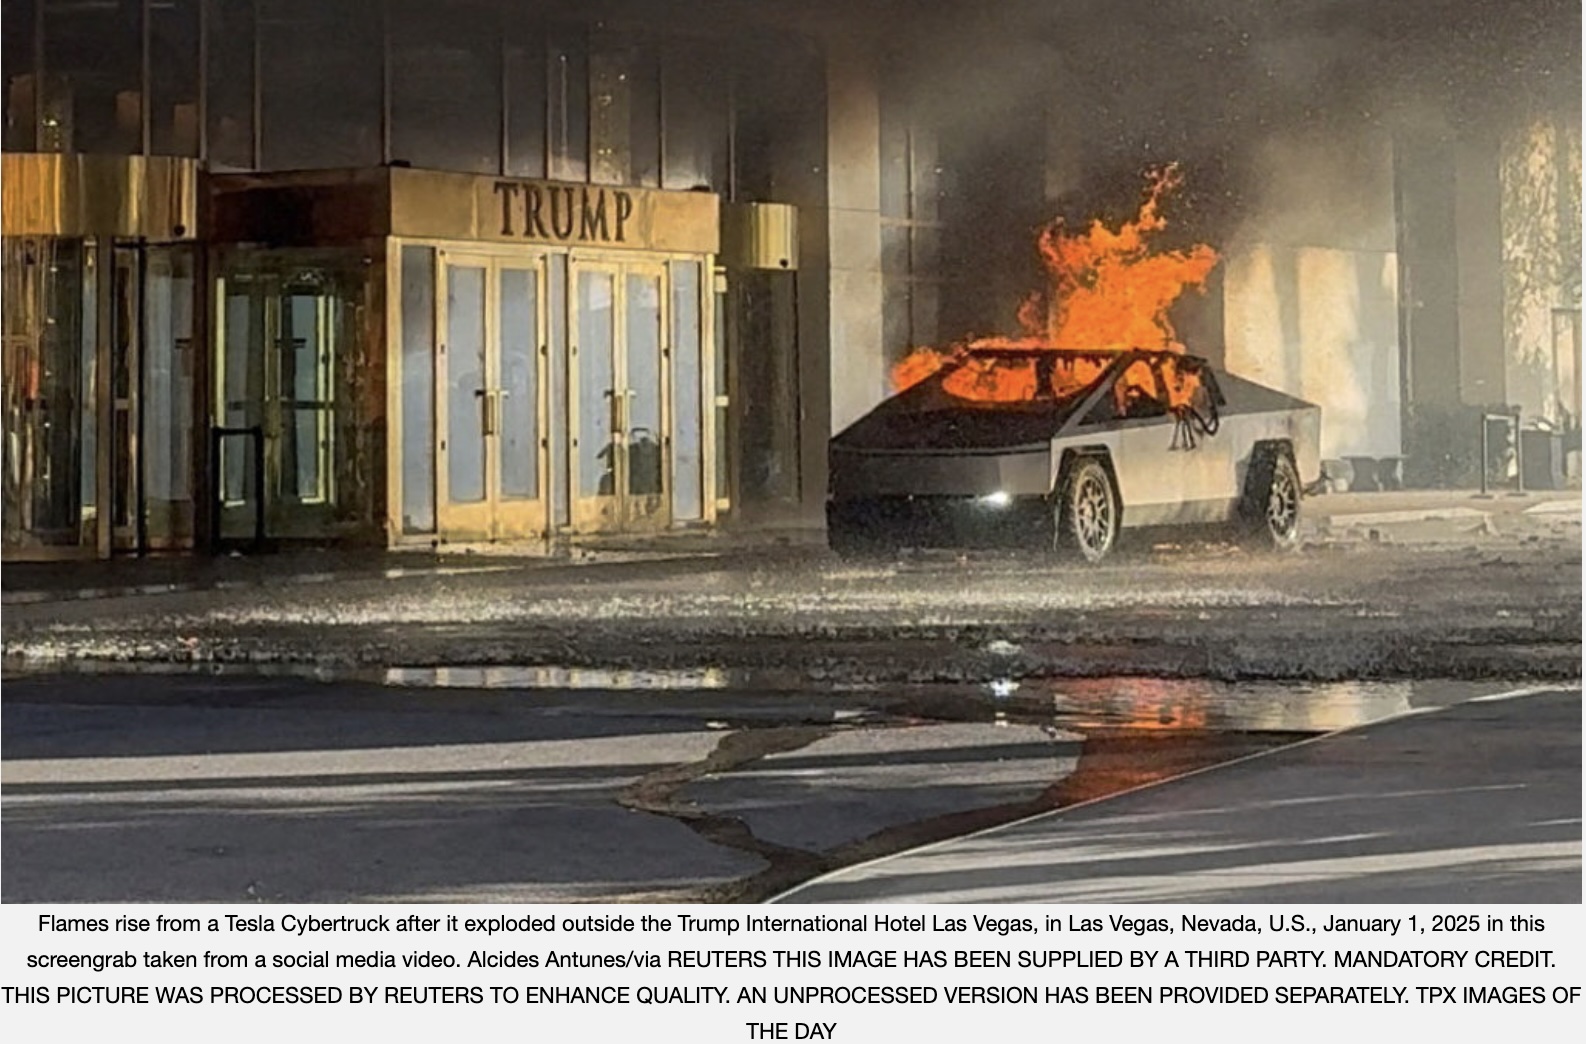 TRUMP
Flames rise from a Tesla Cybertruck after it exploded outside the Trump International Hotel Las Vegas, in Las Vegas, Nevada, U.S., January 1, 2025 in this
screengrab taken from a social media video. Alcides Antunes/via REUTERS THIS IMAGE HAS BEEN SUPPLIED BY A THIRD PARTY. MANDATORY CREDIT.
THIS PICTURE WAS PROCESSED BY REUTERS TO ENHANCE QUALITY. AN UNPROCESSED VERSION HAS BEEN PROVIDED SEPARATELY. TPX IMAGES OF
THE DAY